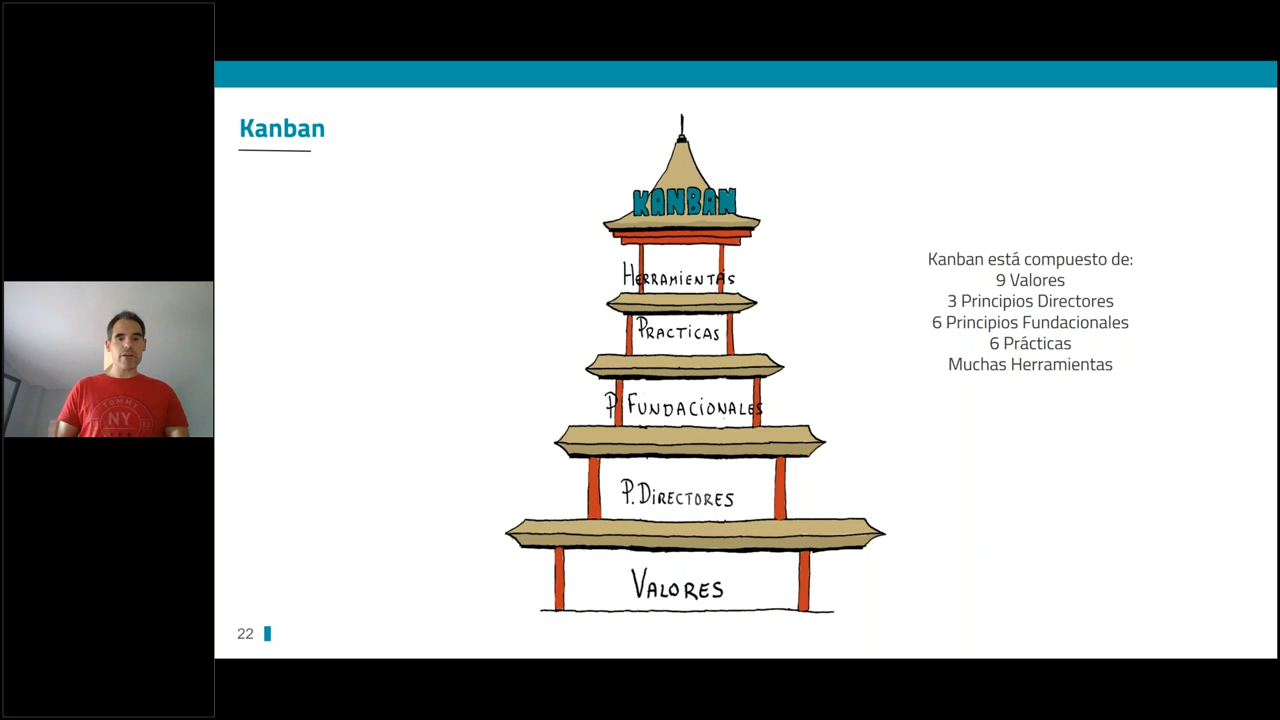 Kanban
KANBAN
HERRAMIENTAS
PRACTICAS
P FUNDACIONALES
P. DIRECTORES
VALORES
Kanban está compuesto de:
9 Valores
3 Principios Directores
6 Principios Fundacionales
6 Prácticas
Muchas Herramientas
TOMMY
NY
22